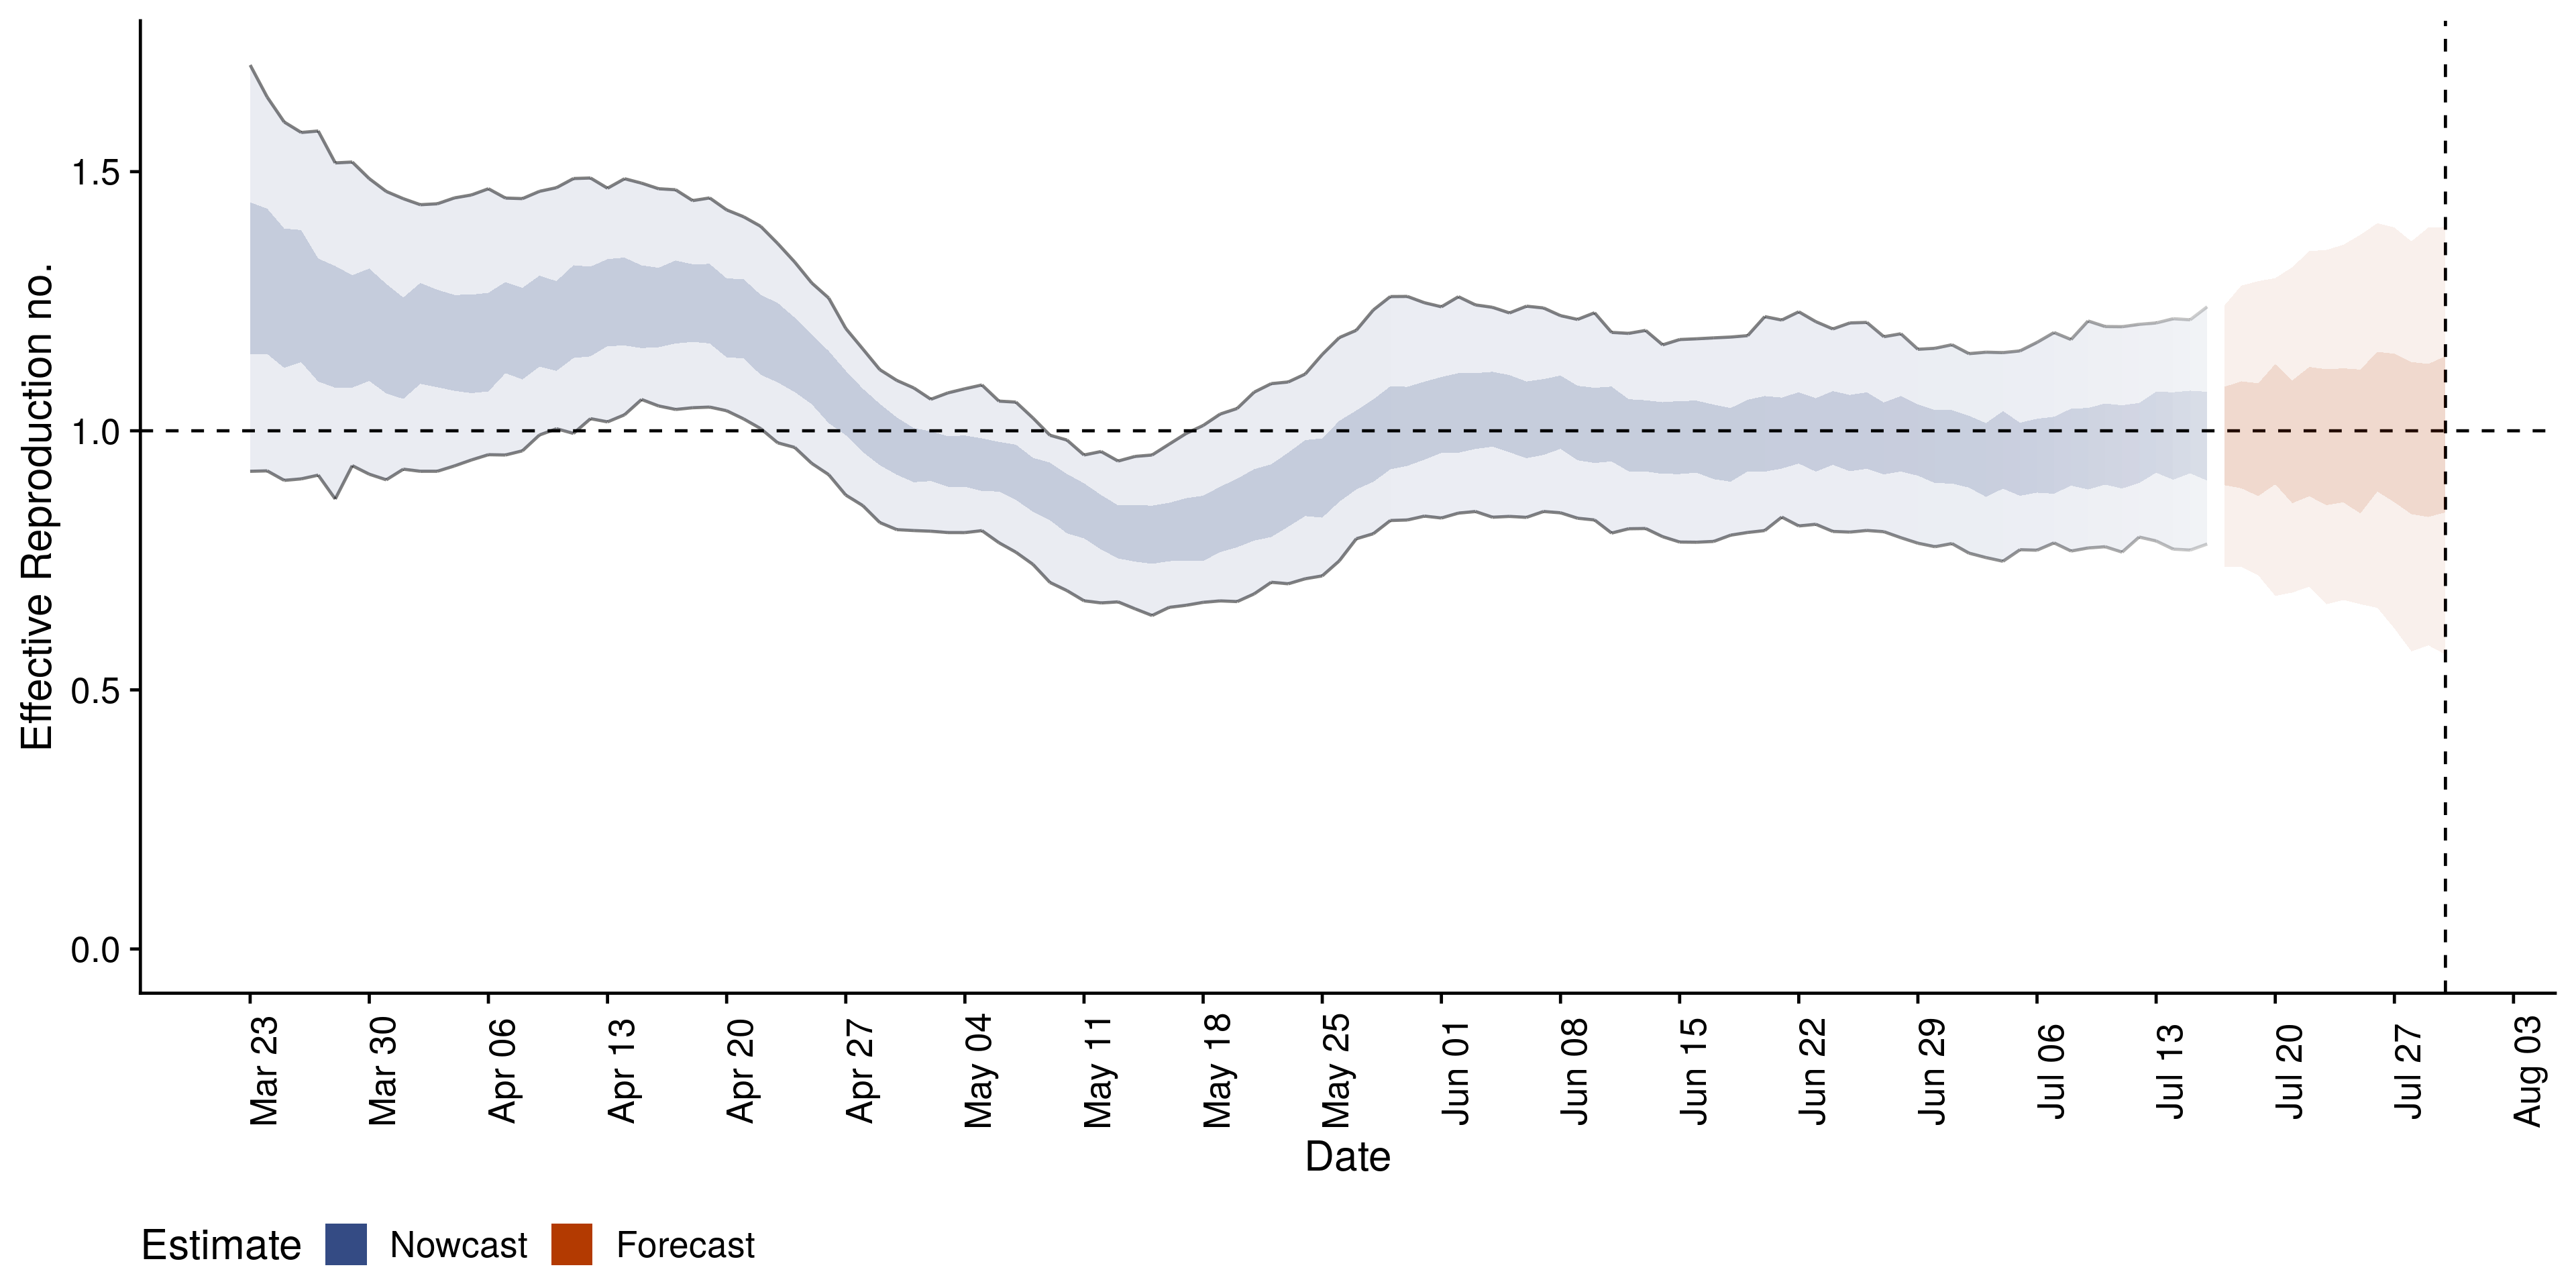 Effective Reproduction no.
1.5
1.0
0.5
0.0
Mar 23
Mar 30
Apr 06
Apr 13
Apr 20
Apr 27
May 04
May 11
May 18
May 25
Jun 01
Jun 08
Jun 15
Jun 22
Jun 29
Jul 06
Jul 13
Jul 20
Jul 27
Aug 03
Date
Estimate Nowcast Forecast